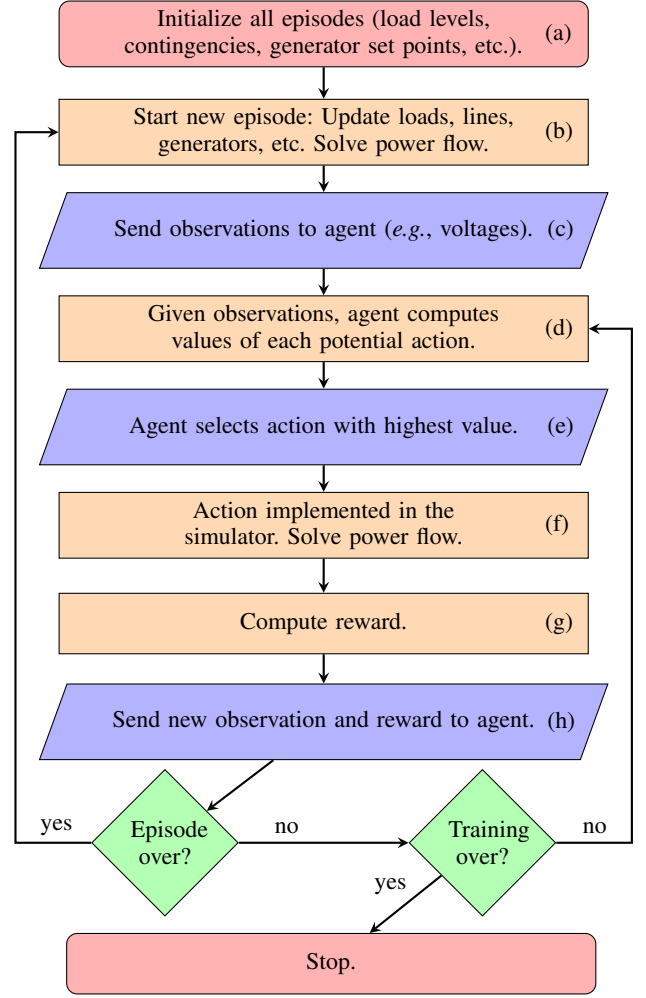 Initialize all episodes (load levels,
contingencies, generator set points, etc.). (a)
Start new episode: Update loads, lines,
generators, etc. Solve power flow. (b)
Send observations to agent (e.g., voltages). (c)
Given observations, agent computes
values of each potential action. (d)
Agent selects action with highest value. (e)
Action implemented in the
simulator. Solve power flow. (f)
Compute reward. (g)
Send new observation and reward to agent. (h)
yes
Episode
over?
no
Training
over?
no
yes
Stop.